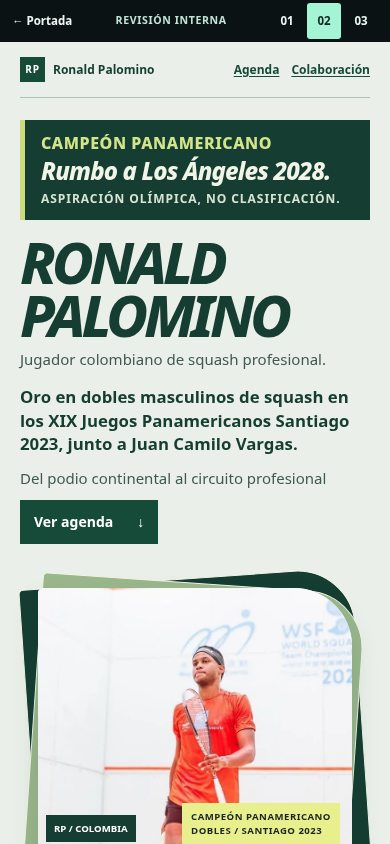 ← Portada
REVISIÓN INTERNA
01 02 03
RP Ronald Palomino
Agenda Colaboración
CAMPEÓN PANAMERICANO
Rumbo a Los Ángeles 2028.
ASPIRACIÓN OLÍMPICA, NO CLASIFICACIÓN.
RONALD
PALOMINO
Jugador colombiano de squash profesional.
Oro en dobles masculinos de squash en
los XIX Juegos Panamericanos Santiago
2023, junto a Juan Camilo Vargas.
Del podio continental al circuito profesional
Ver agenda ↓
WSF
WORLD SQUA
Team Champion
202
RP / COLOMBIA
CAMPEÓN PANAMERICANO
DOBLES / SANTIAGO 2023